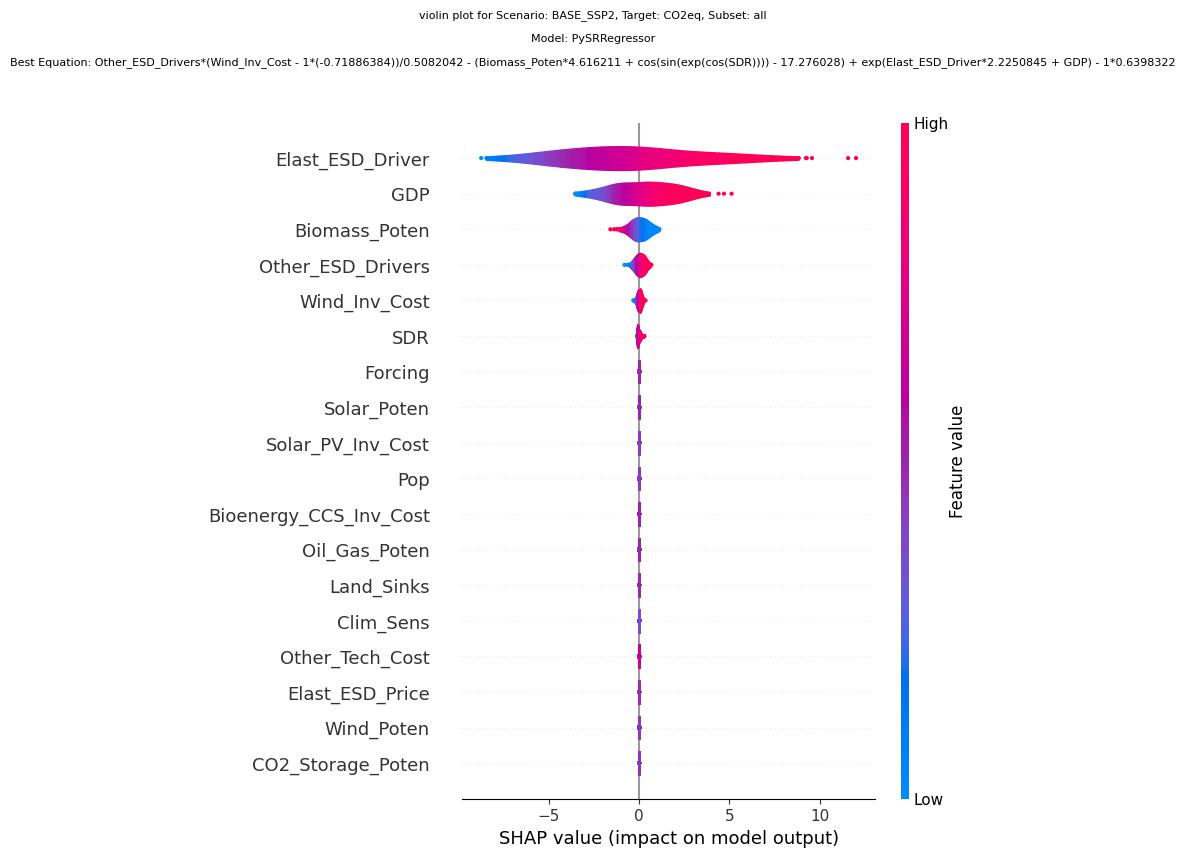 violin plot for Scenario: BASE_SSP2, Target: CO2eq, Subset: all
Model: PySRRegressor
Best Equation: Other_ESD_Drivers*(Wind_Inv_Cost - 1*(-0.71886384))/0.5082042 - (Biomass_Poten*4.616211 + cos(sin(exp(cos(SDR)))) - 17.276028) + exp(Elast_ESD_Driver*2.2250845 + GDP) - 1*0.6398322
High
Elast_ESD_Driver
GDP
Biomass_Poten
Other_ESD_Drivers
Wind_Inv_Cost
SDR
Forcing
Solar_Poten
Solar_PV_Inv_Cost
Pop
Bioenergy_CCS_Inv_Cost
Oil_Gas_Poten
Land_Sinks
Clim_Sens
Other_Tech_Cost
Elast_ESD_Price
Wind_Poten
CO2_Storage_Poten
Feature value
Low
−5 0 5 10
SHAP value (impact on model output)